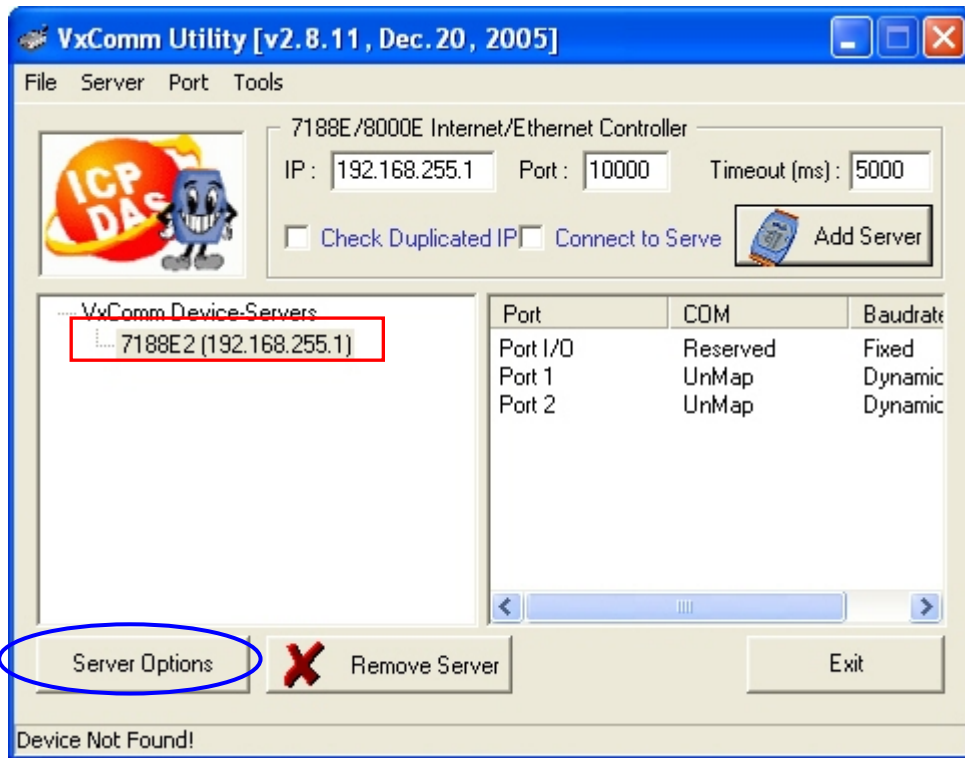 VxComm Utility [v2.8.11, Dec.20, 2005]
File Server Port Tools
ICP DAS
7188E/8000E Internet/Ethernet Controller
IP : 192.168.255.1 Port : 10000 Timeout (ms) : 5000
Check Duplicated IP Connect to Serve Add Server
VxComm Device-Servers
7188E2 (192.168.255.1)
Port COM Baudrate
Port I/O Reserved Fixed
Port 1 UnMap Dynamic
Port 2 UnMap Dynamic
Server Options Remove Server Exit
Device Not Found!